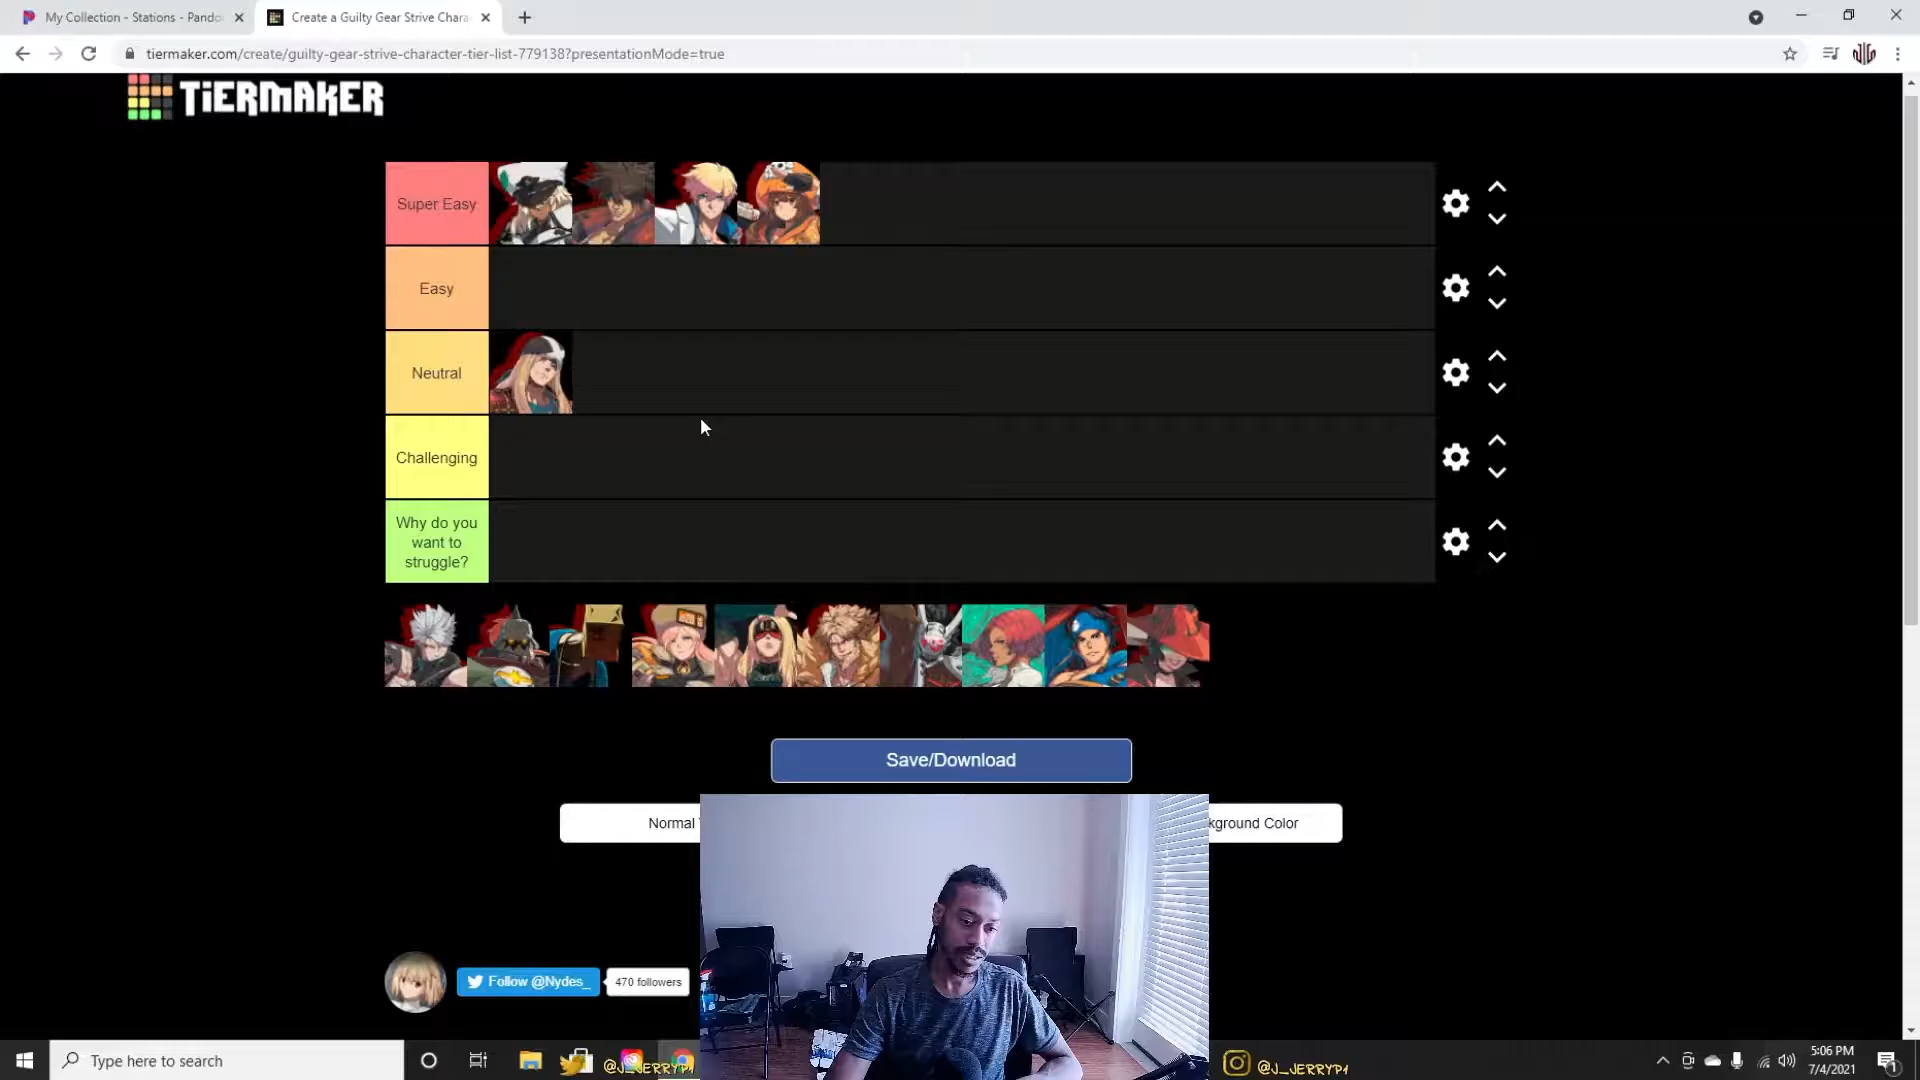 My Collection - Stations - Pando
Create a Guilty Gear Strive Chara
tiermaker.com/create/guilty-gear-strive-character-tier-list-779138?presentationMode=true
TiERMAKER
Super Easy
Easy
Neutral
Challenging
Why do you
want to
struggle?
Save/Download
Normal
kground Color
Follow @Nydes_
470 followers
Type here to search
@J_JERRYP1
@J_JERRYP1
5:06 PM
7/4/2021